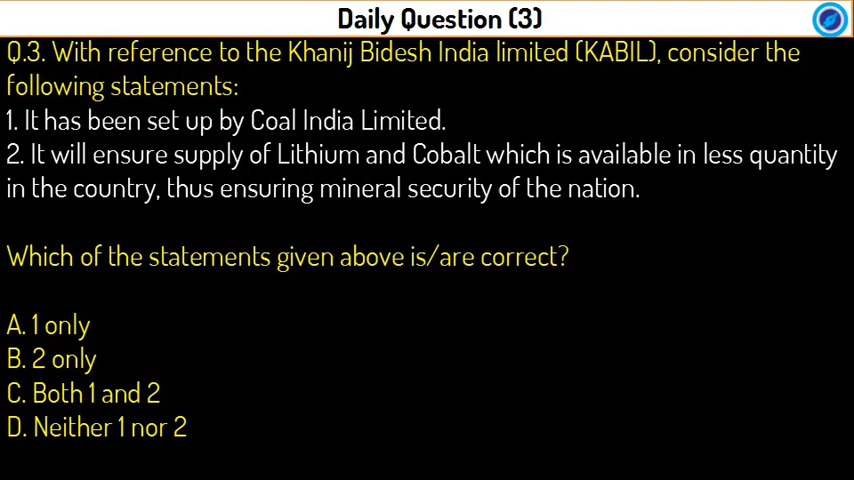 Daily Question (3)
Q.3. With reference to the Khanij Bidesh India limited (KABIL), consider the
following statements:
1. It has been set up by Coal India Limited.
2. It will ensure supply of Lithium and Cobalt which is available in less quantity
in the country, thus ensuring mineral security of the nation.
Which of the statements given above is/are correct?
A. 1 only
B. 2 only
C. Both 1 and 2
D. Neither 1 nor 2